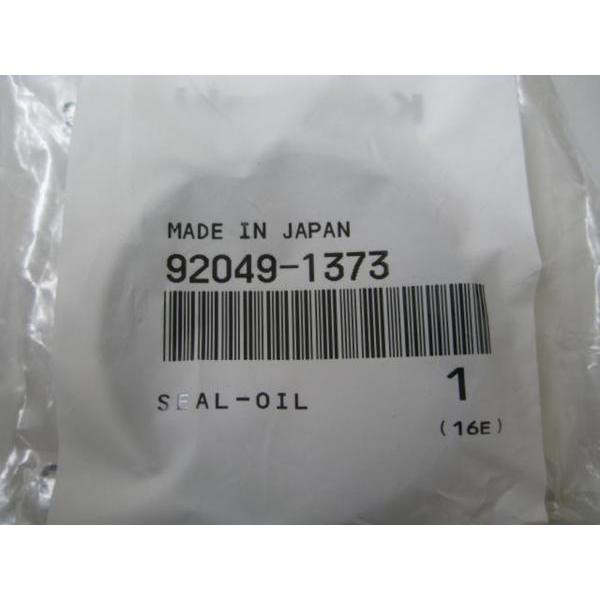 MADE IN JAPAN
92049-1373
SEAL-OIL
1
(16E)